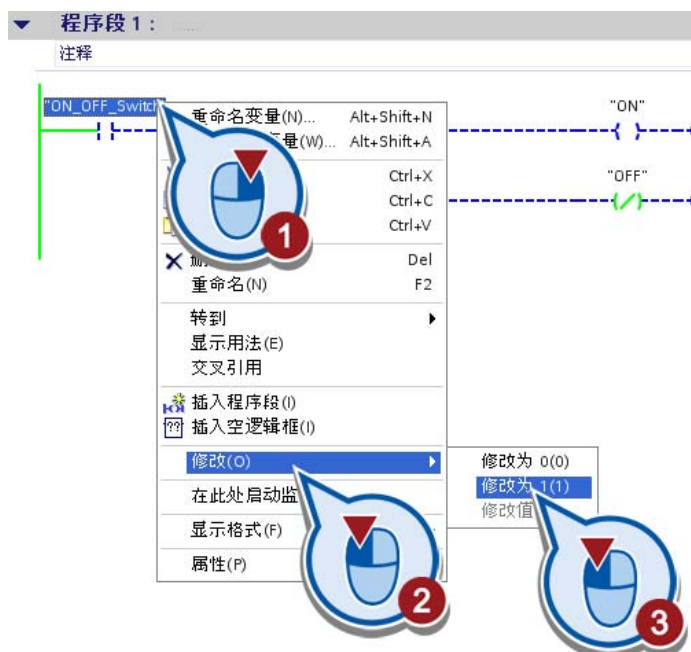 程序段 1：
注释
"ON_OFF_Switch
"ON"
"OFF"
重命名变量(N)... Alt+Shift+N
量(W)... Alt+Shift+A
Ctrl+X
Ctrl+C
Ctrl+V
Del
重命名(N) F2
转到
显示用法(E)
交叉引用
插入程序段(I)
插入空逻辑框(I)
修改(O)
修改为 0(0)
修改为 1(1)
修改值
在此处启动监
显示格式(F)
属性(P)
1
2
3